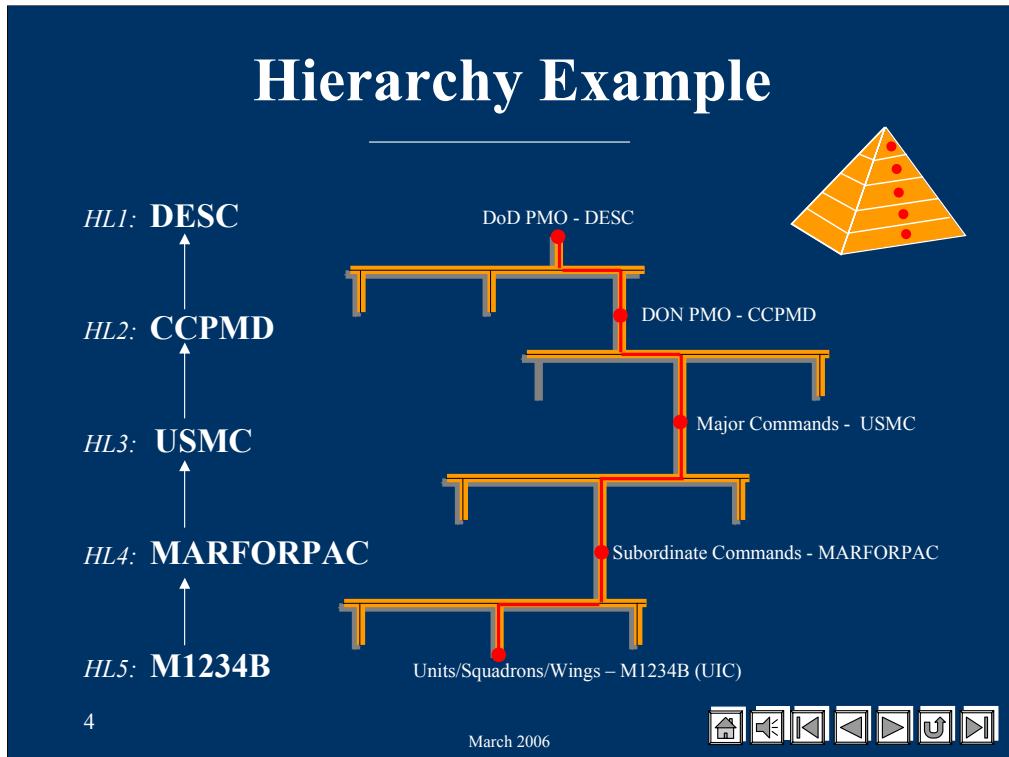 Hierarchy Example
HL1: DESC
DoD PMO - DESC
HL2: CCPMD
DON PMO - CCPMD
HL3: USMC
Major Commands - USMC
HL4: MARFORPAC
Subordinate Commands - MARFORPAC
HL5: M1234B
Units/Squadrons/Wings – M1234B (UIC)
4
March 2006